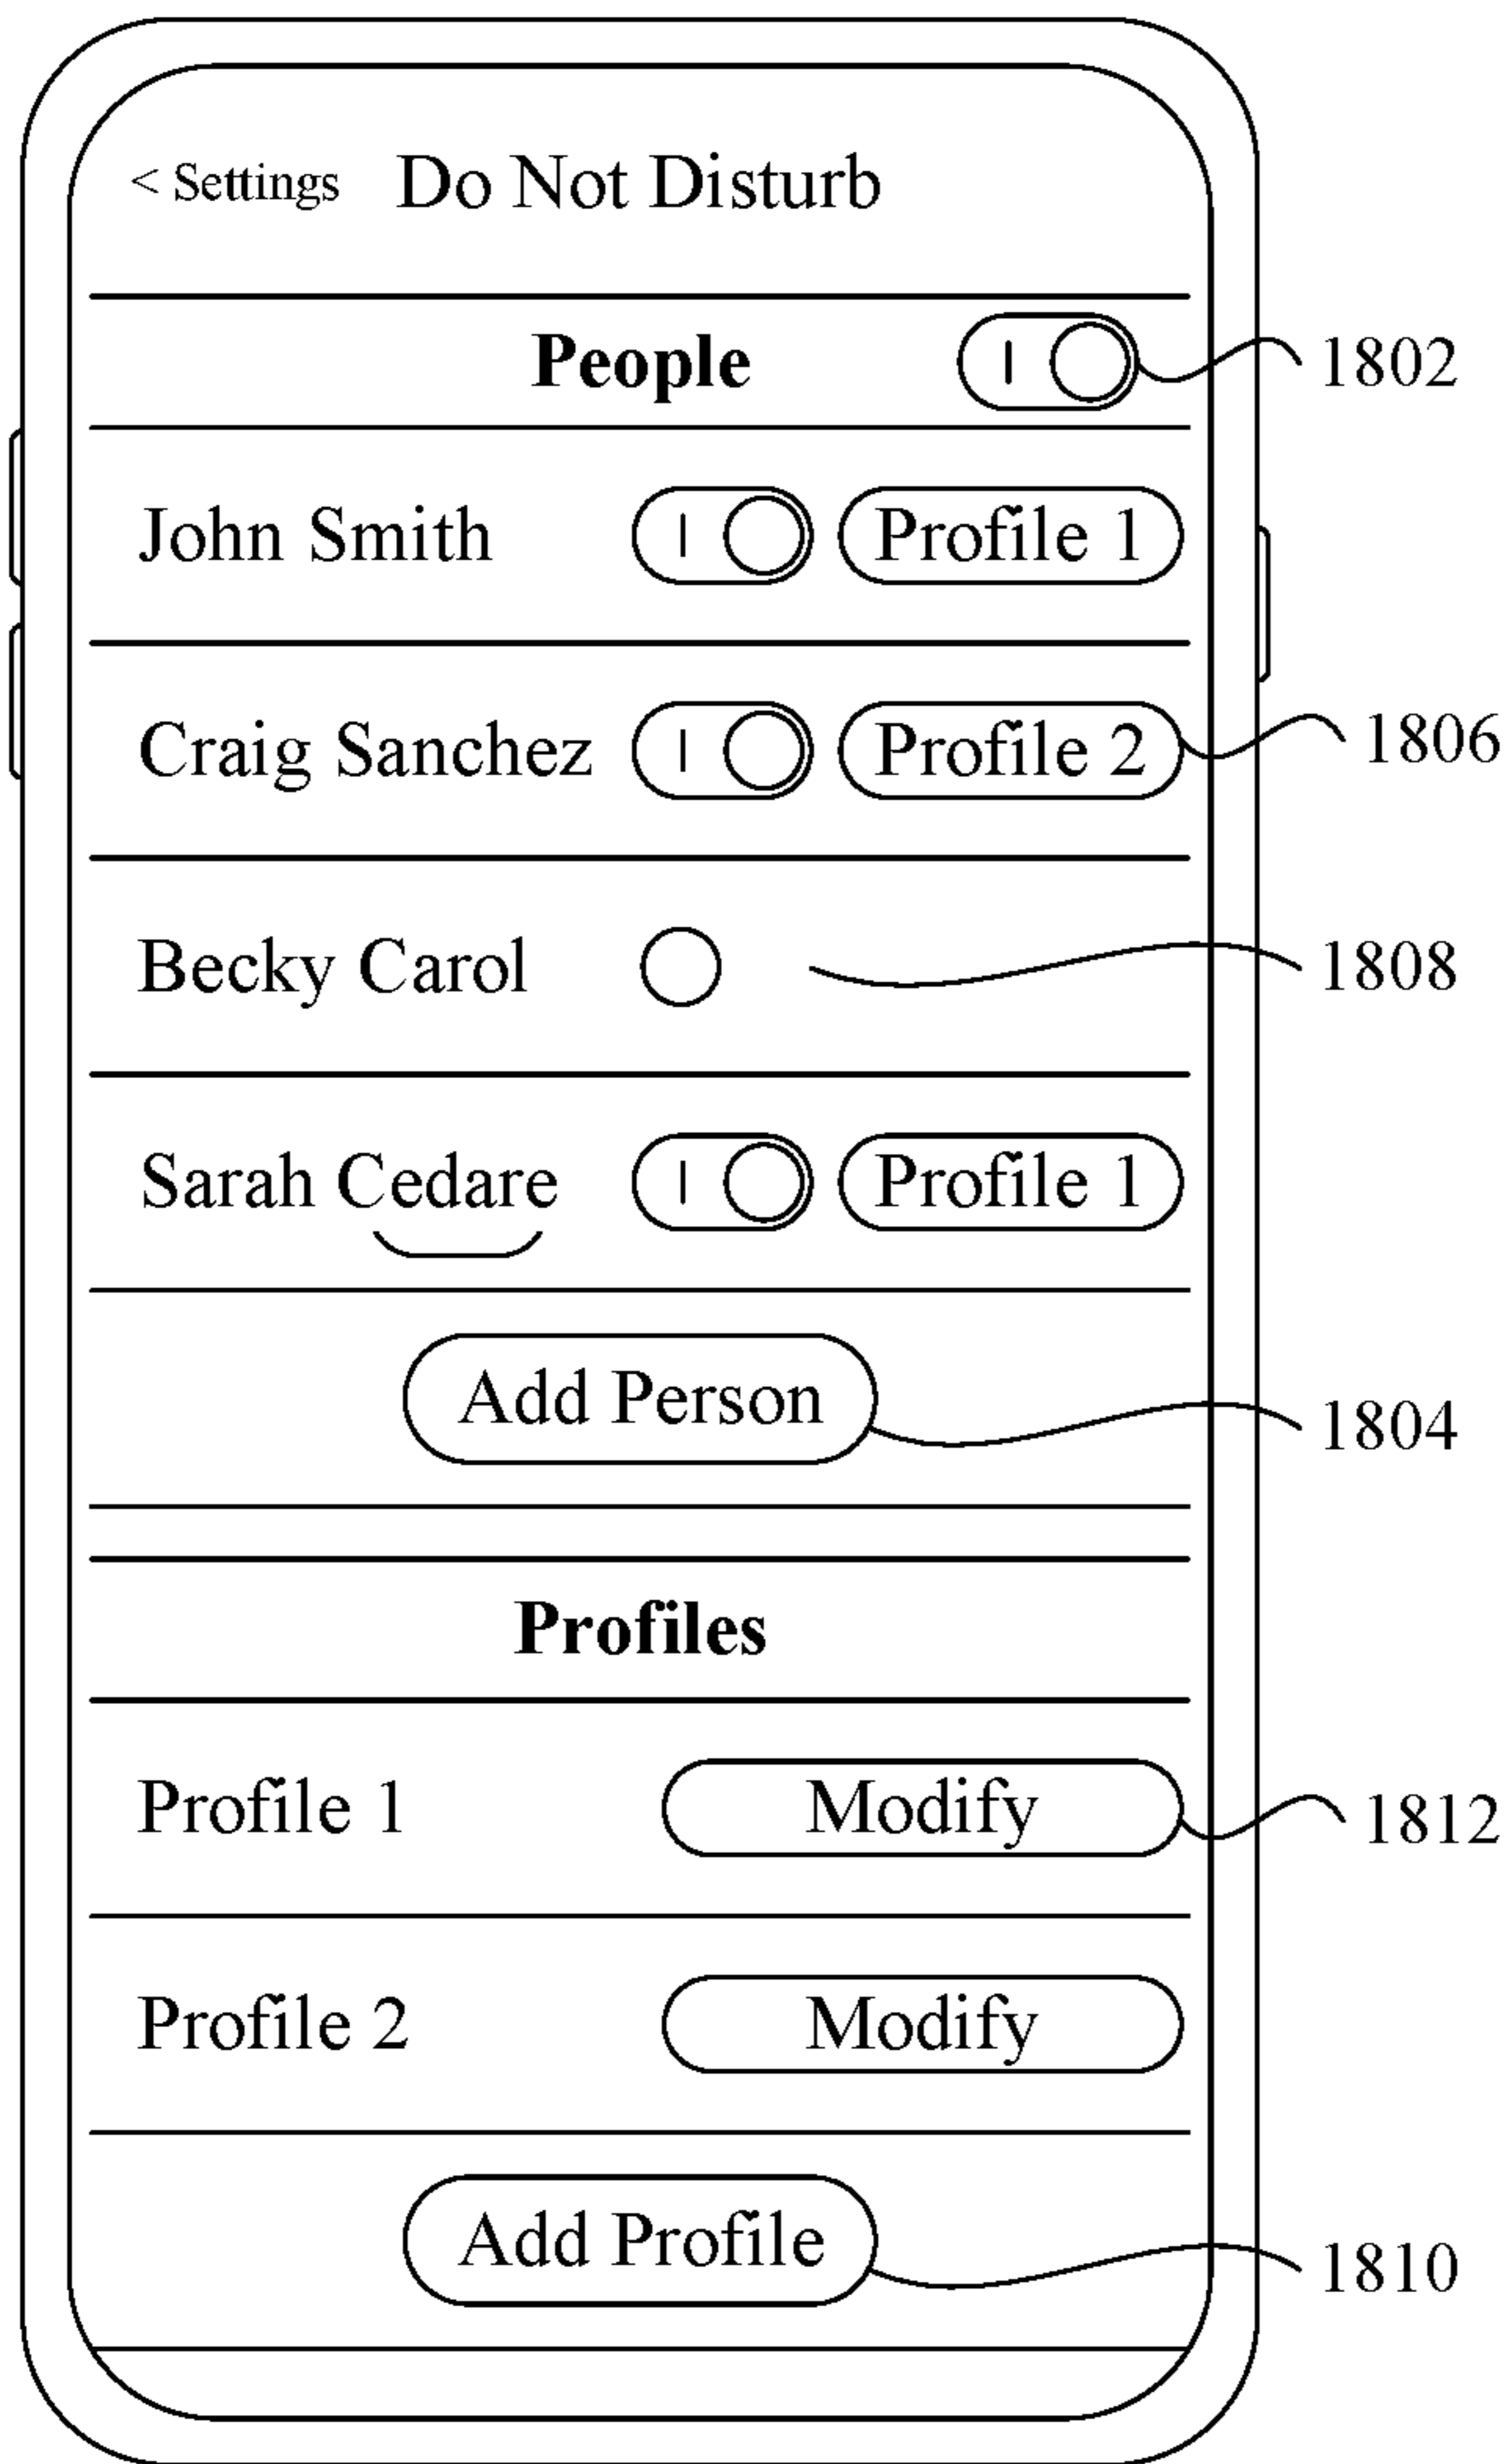 < Settings Do Not Disturb
People 1802
John Smith Profile 1
Craig Sanchez Profile 2 1806
Becky Carol 1808
Sarah Cedare Profile 1
Add Person 1804
Profiles
Profile 1 Modify 1812
Profile 2 Modify
Add Profile 1810